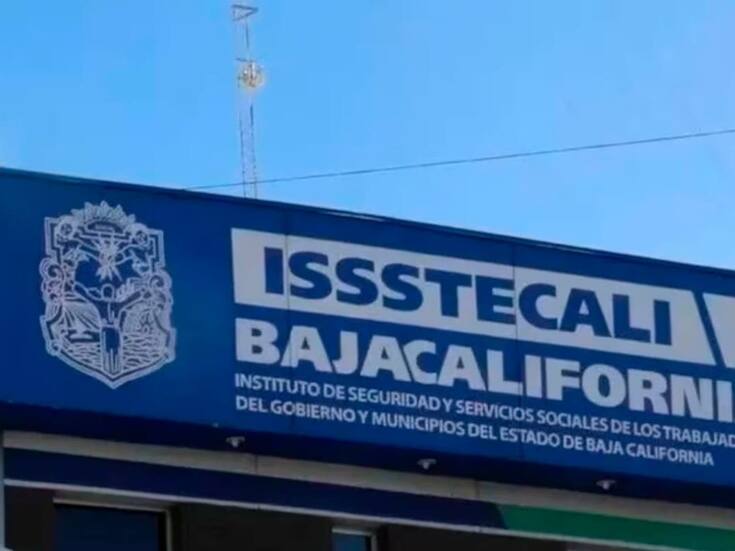 ISSSTECALI
BAJACALIFORNI
INSTITUTO DE SEGURIDAD Y SERVICIOS SOCIALES DE LOS TRABAJAD
DEL GOBIERNO Y MUNICIPIOS DEL ESTADO DE BAJA CALIFORNIA